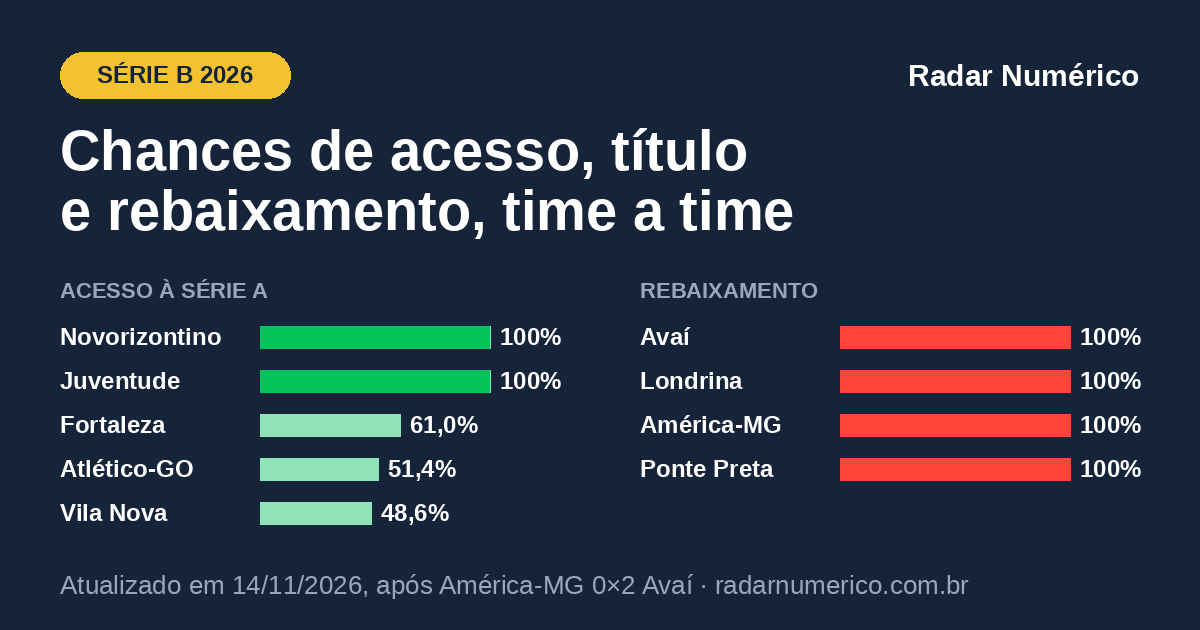 SÉRIE B 2026
Radar Numérico
Chances de acesso, título
e rebaixamento, time a time
ACESSO À SÉRIE A
Novorizontino 100%
Juventude 100%
Fortaleza 61,0%
Atlético-GO 51,4%
Vila Nova 48,6%
REBAIXAMENTO
Avaí 100%
Londrina 100%
América-MG 100%
Ponte Preta 100%
Atualizado em 14/11/2026, após América-MG 0×2 Avaí · radarnumerico.com.br